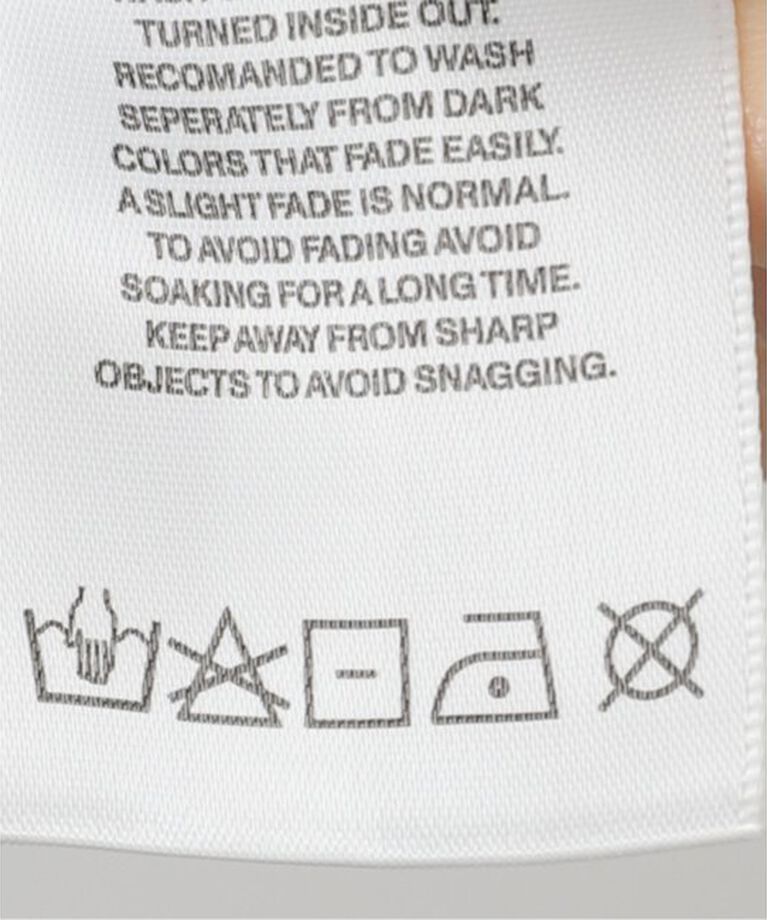 TURNED INSIDE OUT.
RECOMANDED TO WASH
SEPERATELY FROM DARK
COLORS THAT FADE EASILY.
A SLIGHT FADE IS NORMAL.
TO AVOID FADING AVOID
SOAKING FOR A LONG TIME.
KEEP AWAY FROM SHARP
OBJECTS TO AVOID SNAGGING.